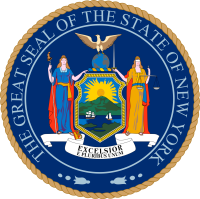 THE GREAT SEAL OF THE STATE OF NEW YORK
EXCELSIOR
E PLURIBUS UNUM